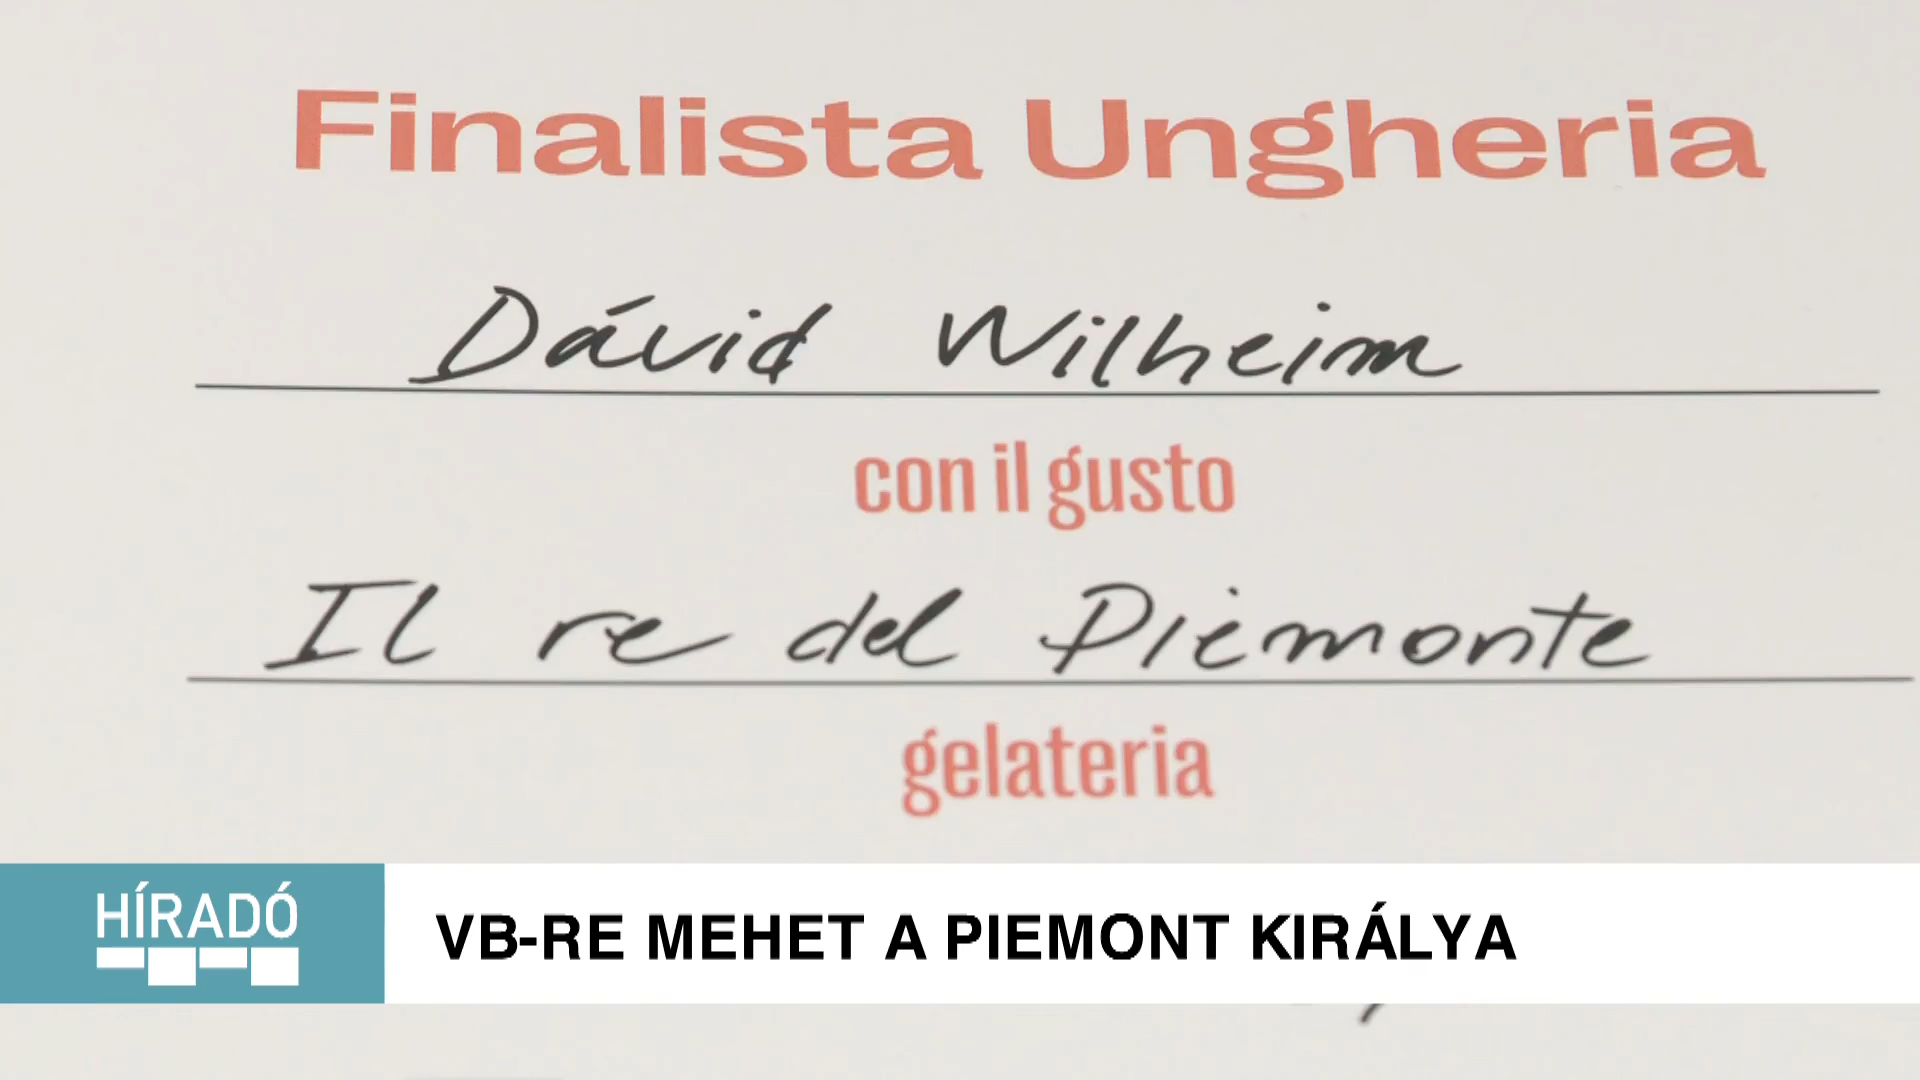 Finalista Ungheria
Dávid Wilheim
con il gusto
Il re del Piemonte
gelateria
HÍRADÓ
VB-RE MEHET A PIEMONT KIRÁLYA